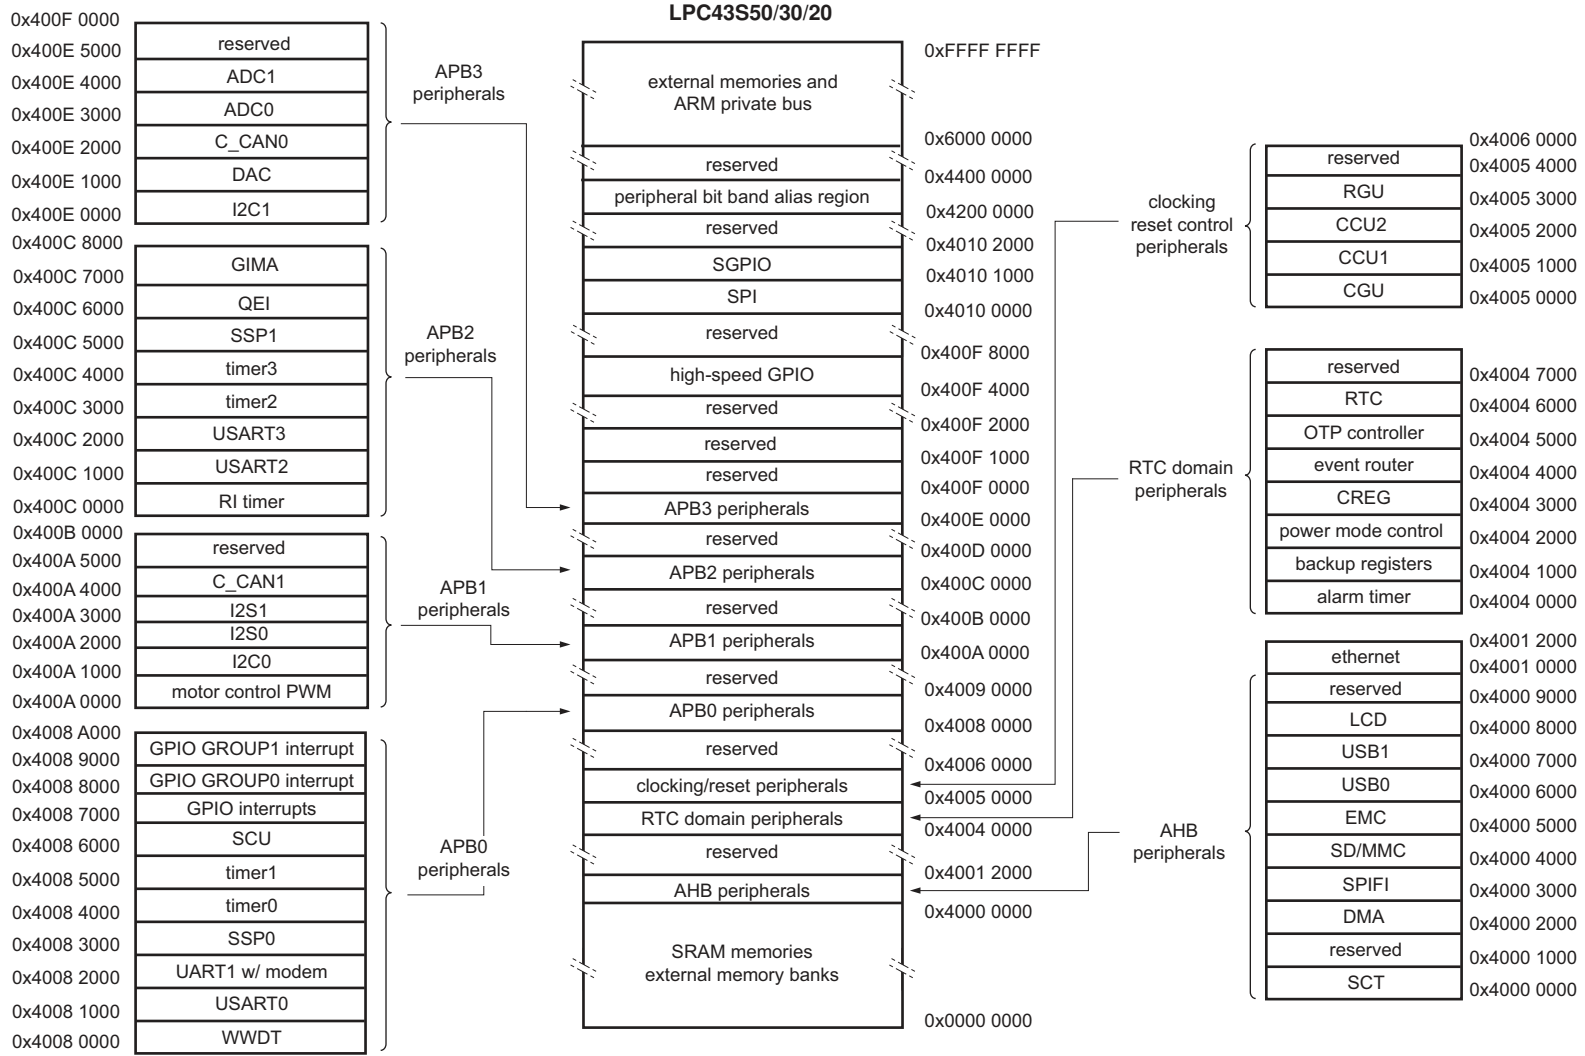 LPC43S50/30/20
0x400F 0000
reserved
0x400E 5000
ADC1
0x400E 4000
ADC0
0x400E 3000
C_CAN0
0x400E 2000
DAC
0x400E 1000
I2C1
0x400E 0000
APB3
peripherals
0x400C 8000
GIMA
0x400C 7000
QEI
0x400C 6000
SSP1
0x400C 5000
timer3
0x400C 4000
timer2
0x400C 3000
USART3
0x400C 2000
USART2
0x400C 1000
RI timer
0x400C 0000
APB2
peripherals
0x400B 0000
reserved
0x400A 5000
C_CAN1
0x400A 4000
I2S1
0x400A 3000
I2S0
0x400A 2000
I2C0
0x400A 1000
motor control PWM
0x400A 0000
APB1
peripherals
0x4008 A000
GPIO GROUP1 interrupt
0x4008 9000
GPIO GROUP0 interrupt
0x4008 8000
GPIO interrupts
0x4008 7000
SCU
0x4008 6000
timer1
0x4008 5000
timer0
0x4008 4000
SSP0
0x4008 3000
UART1 w/ modem
0x4008 2000
USART0
0x4008 1000
WWDT
0x4008 0000
APB0
peripherals
0xFFFF FFFF
external memories and
ARM private bus
0x6000 0000
reserved
0x4400 0000
peripheral bit band alias region
0x4200 0000
reserved
0x4010 2000
SGPIO
0x4010 1000
SPI
0x4010 0000
reserved
0x400F 8000
high-speed GPIO
0x400F 4000
reserved
0x400F 2000
reserved
0x400F 1000
reserved
0x400F 0000
APB3 peripherals
0x400E 0000
reserved
0x400D 0000
APB2 peripherals
0x400C 0000
reserved
0x400B 0000
APB1 peripherals
0x400A 0000
reserved
0x4009 0000
APB0 peripherals
0x4008 0000
reserved
0x4006 0000
clocking/reset peripherals
0x4005 0000
RTC domain peripherals
0x4004 0000
reserved
0x4001 2000
AHB peripherals
0x4000 0000
SRAM memories
external memory banks
0x0000 0000
clocking
reset control
peripherals
0x4006 0000
reserved
0x4005 4000
RGU
0x4005 3000
CCU2
0x4005 2000
CCU1
0x4005 1000
CGU
0x4005 0000
RTC domain
peripherals
reserved
0x4004 7000
RTC
0x4004 6000
OTP controller
0x4004 5000
event router
0x4004 4000
CREG
0x4004 3000
power mode control
0x4004 2000
backup registers
0x4004 1000
alarm timer
0x4004 0000
AHB
peripherals
0x4001 2000
ethernet
0x4001 0000
reserved
0x4000 9000
LCD
0x4000 8000
USB1
0x4000 7000
USB0
0x4000 6000
EMC
0x4000 5000
SD/MMC
0x4000 4000
SPIFI
0x4000 3000
DMA
0x4000 2000
reserved
0x4000 1000
SCT
0x4000 0000